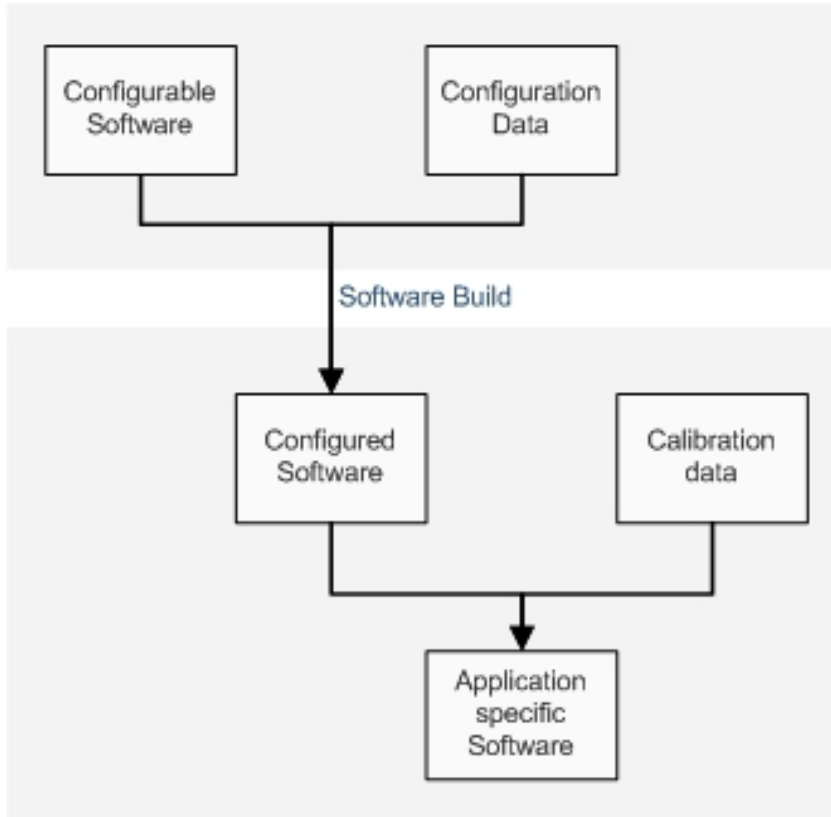 Configurable
Software
Configuration
Data
Software Build
Configured
Software
Calibration
data
Application
specific
Software